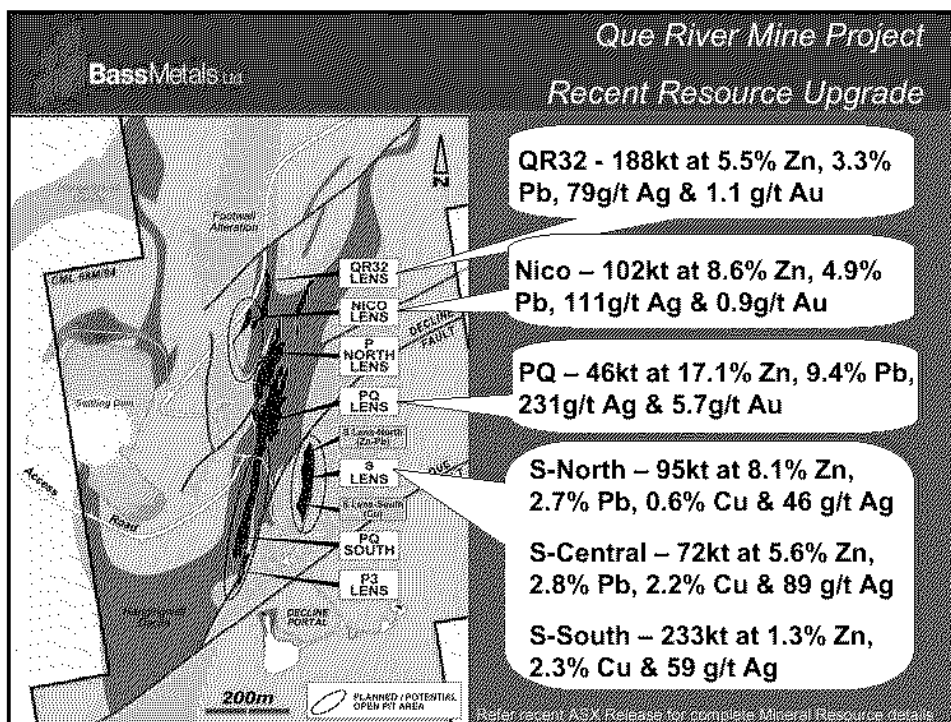 BassMetals Ltd
Que River Mine Project
Recent Resource Upgrade
QR32 - 188kt at 5.5% Zn, 3.3%
Pb, 79g/t Ag & 1.1 g/t Au
Nico – 102kt at 8.6% Zn, 4.9%
Pb, 111g/t Ag & 0.9g/t Au
PQ – 46kt at 17.1% Zn, 9.4% Pb,
231g/t Ag & 5.7g/t Au
S-North – 95kt at 8.1% Zn,
2.7% Pb, 0.6% Cu & 46 g/t Ag
S-Central – 72kt at 5.6% Zn,
2.8% Pb, 2.2% Cu & 89 g/t Ag
S-South – 233kt at 1.3% Zn,
2.3% Cu & 59 g/t Ag
N
Footwall
Alteration
QR32
LENS
NICO
LENS
P
NORTH
LENS
DECLINE
FAULT
PQ
LENS
S Lens-North
(Zn-Pb)
S
LENS
QUE
S Lens-South
(Cu)
PQ
SOUTH
P3
LENS
Settling Dam
Access
Road
Hangingwall
DECLINE
PORTAL
200m
PLANNED / POTENTIAL
OPEN PIT AREA
Refer recent ASX Release for complete Mineral Resource details